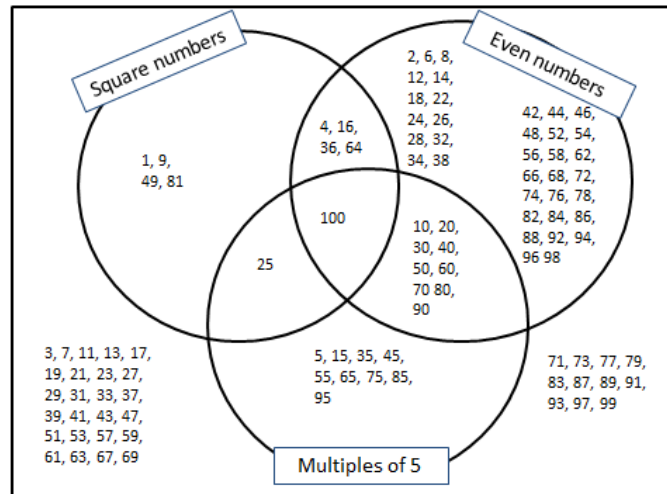 Square numbers
Even numbers
2, 6, 8,
12, 14,
18, 22,
24, 26,
28, 32,
34, 38
42, 44, 46,
48, 52, 54,
56, 58, 62,
66, 68, 72,
74, 76, 78,
82, 84, 86,
88, 92, 94,
96 98
4, 16,
36, 64
1, 9,
49, 81
100
25
10, 20,
30, 40,
50, 60,
70 80,
90
3, 7, 11, 13, 17,
19, 21, 23, 27,
29, 31, 33, 37,
39, 41, 43, 47,
51, 53, 57, 59,
61, 63, 67, 69
5, 15, 35, 45,
55, 65, 75, 85,
95
71, 73, 77, 79,
83, 87, 89, 91,
93, 97, 99
Multiples of 5